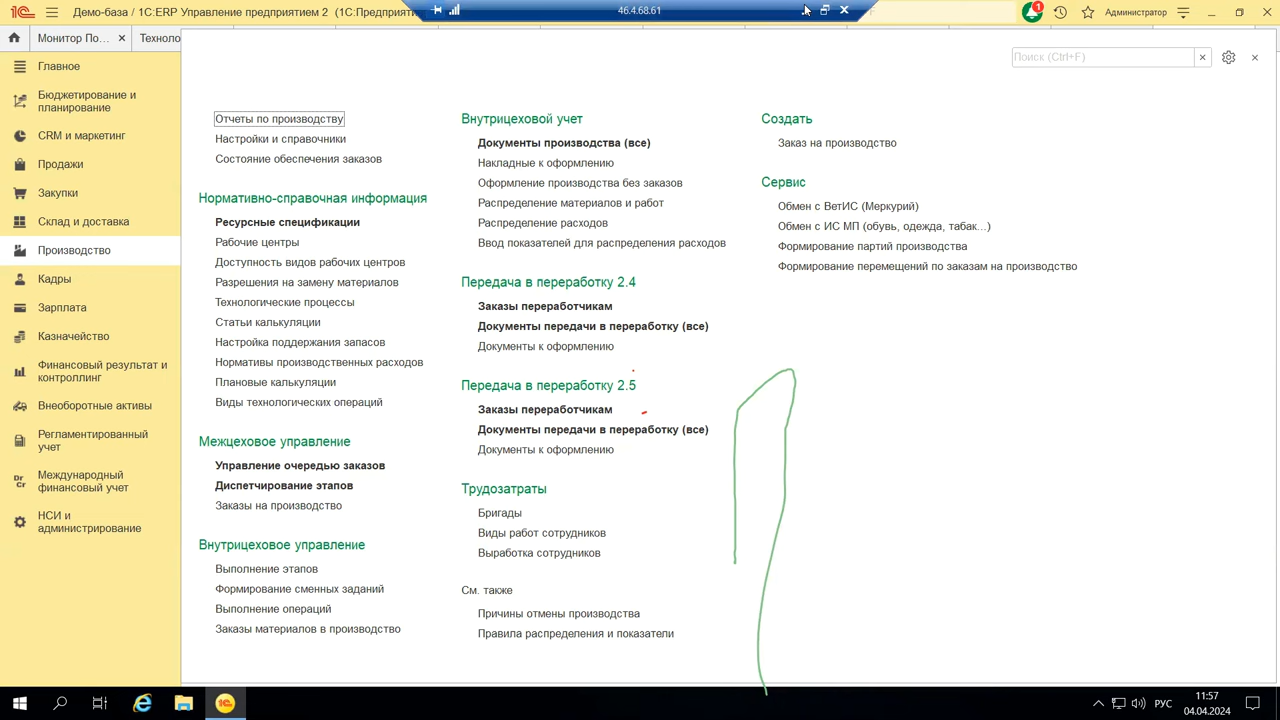 Демо-база / 1С:ERP Управление предприятием 2 (1С:Предприяти
46.4.68.61
1
Администратор
Монитор По...
Техноло
Поиск (Ctrl+F)
Главное
Бюджетирование и
планирование
CRM и маркетинг
Продажи
Закупки
Склад и доставка
Производство
Кадры
Зарплата
Казначейство
Финансовый результат и
контроллинг
Внеоборотные активы
Регламентированный
учет
Международный
финансовый учет
НСИ и
администрирование
Отчеты по производству
Настройки и справочники
Состояние обеспечения заказов
Нормативно-справочная информация
Ресурсные спецификации
Рабочие центры
Доступность видов рабочих центров
Разрешения на замену материалов
Технологические процессы
Статьи калькуляции
Настройка поддержания запасов
Нормативы производственных расходов
Плановые калькуляции
Виды технологических операций
Межцеховое управление
Управление очередью заказов
Диспетчирование этапов
Заказы на производство
Внутрицеховое управление
Выполнение этапов
Формирование сменных заданий
Выполнение операций
Заказы материалов в производство
Внутрицеховой учет
Документы производства (все)
Накладные к оформлению
Оформление производства без заказов
Распределение материалов и работ
Распределение расходов
Ввод показателей для распределения расходов
Передача в переработку 2.4
Заказы переработчикам
Документы передачи в переработку (все)
Документы к оформлению
Передача в переработку 2.5
Заказы переработчикам
Документы передачи в переработку (все)
Документы к оформлению
Трудозатраты
Бригады
Виды работ сотрудников
Выработка сотрудников
См. также
Причины отмены производства
Правила распределения и показатели
Создать
Заказ на производство
Сервис
Обмен с ВетИС (Меркурий)
Обмен с ИС МП (обувь, одежда, табак...)
Формирование партий производства
Формирование перемещений по заказам на производство
РУС
11:57
04.04.2024